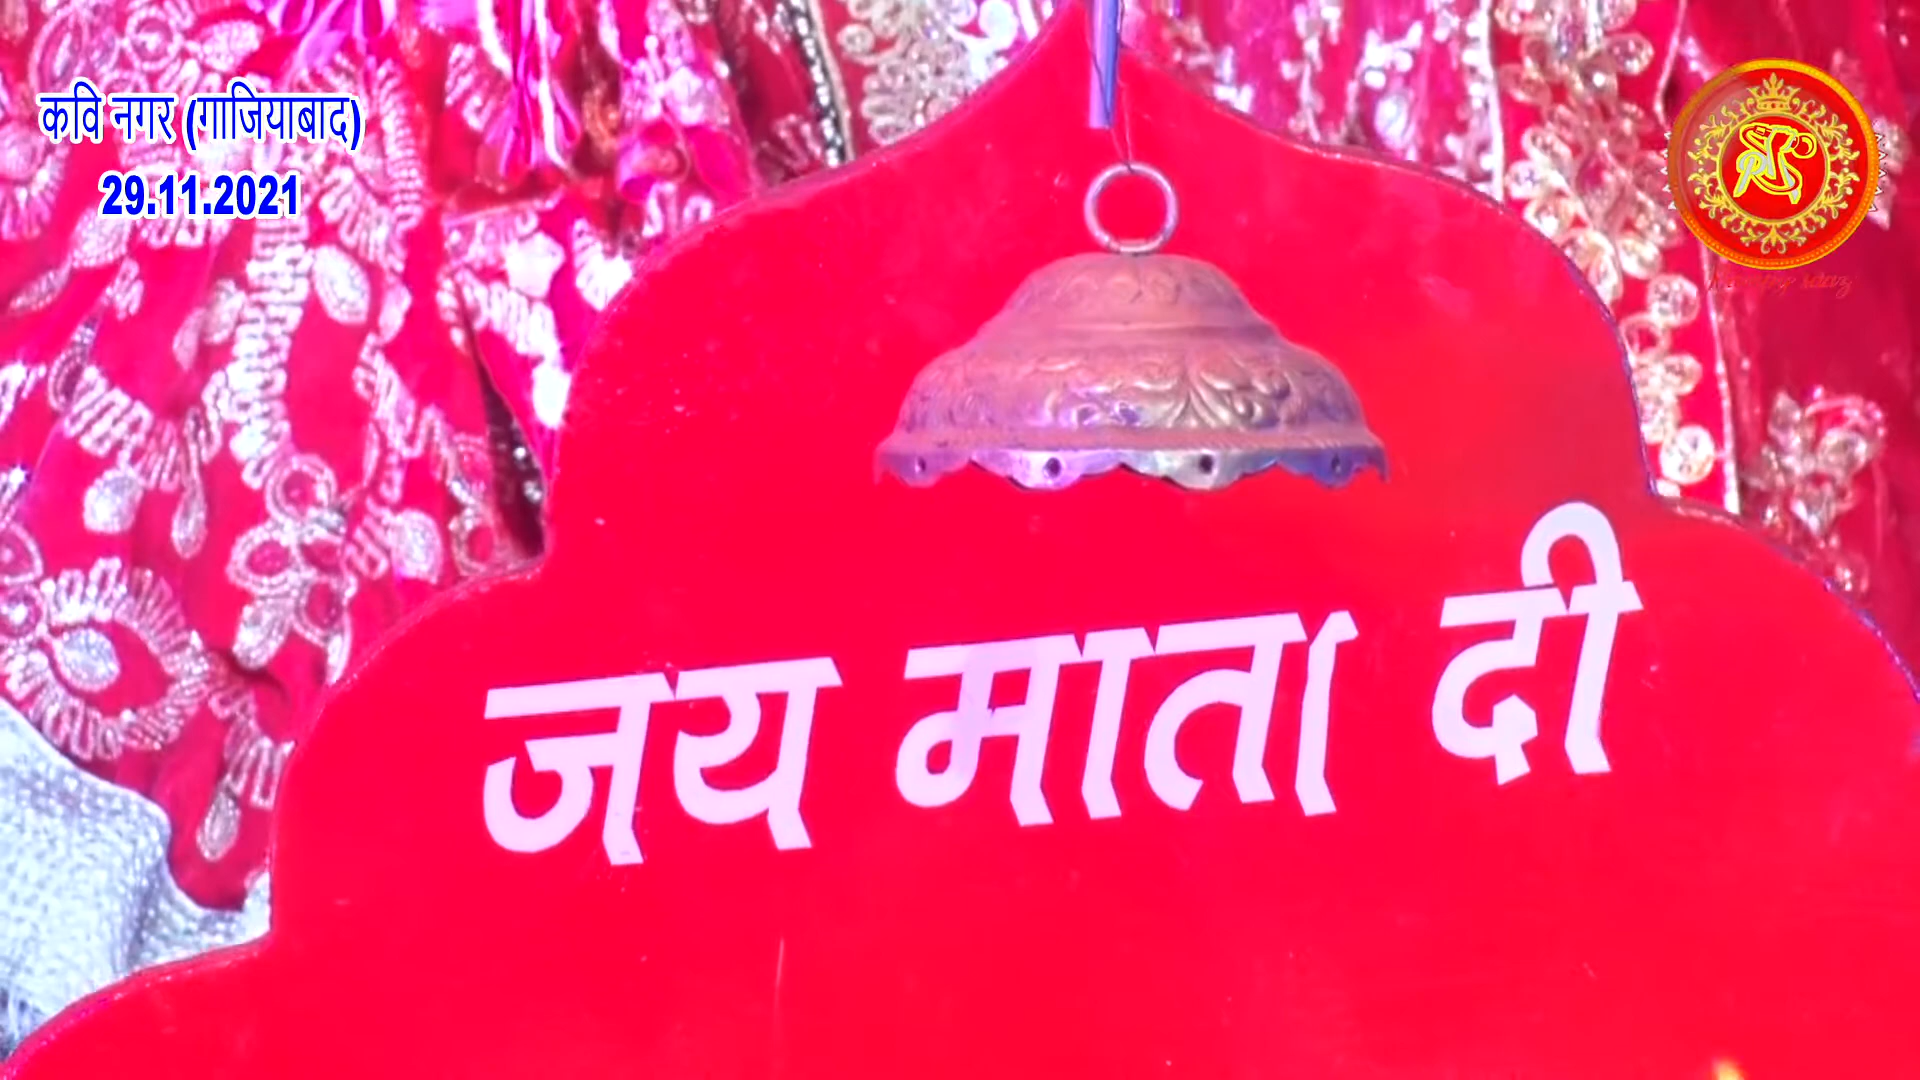 कवि नगर (गाजियाबाद)
29.11.2021
जय माता दी